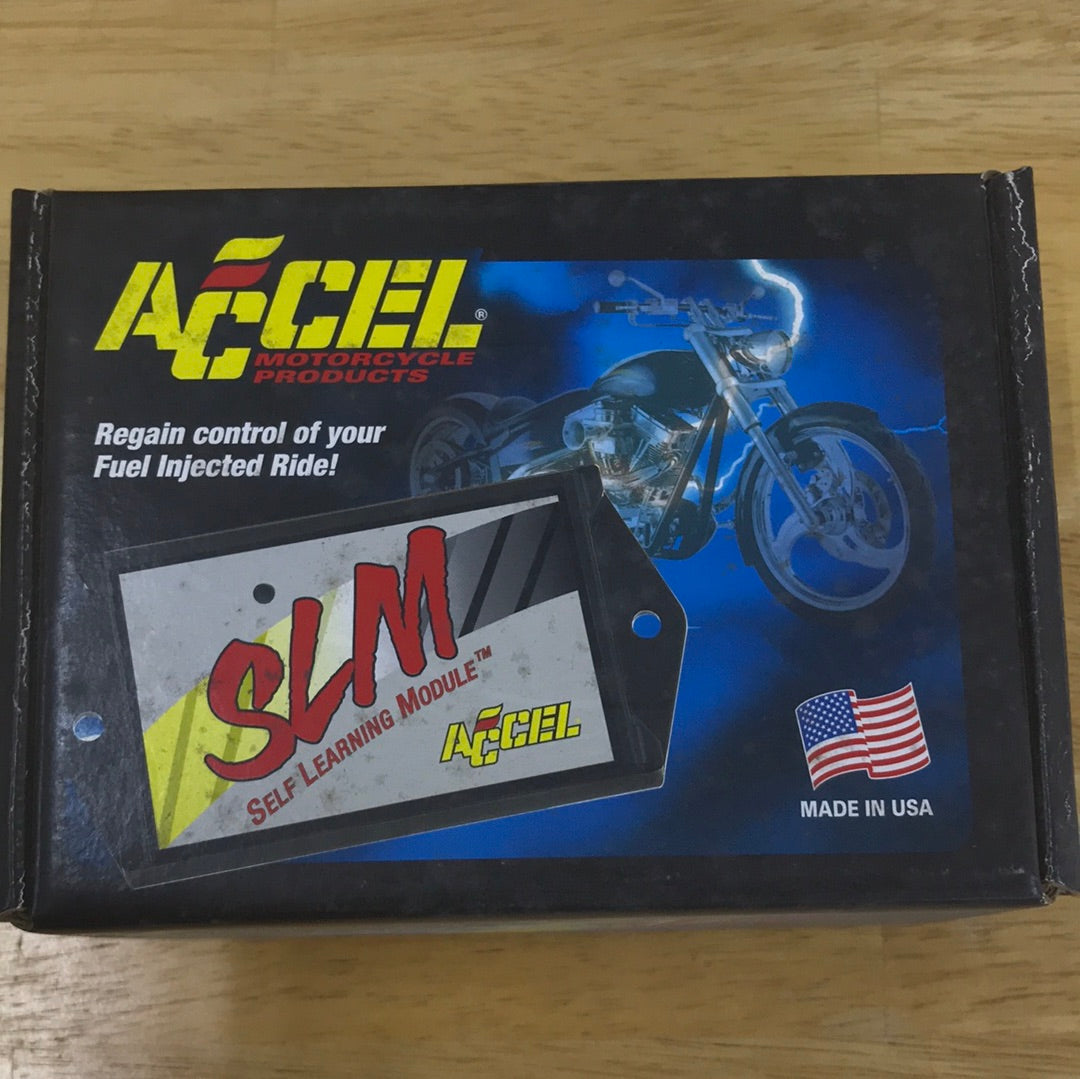 ACCEL®
MOTORCYCLE
PRODUCTS
Regain control of your
Fuel Injected Ride!
SLM
SELF LEARNING MODULE™
ACCEL
MADE IN USA